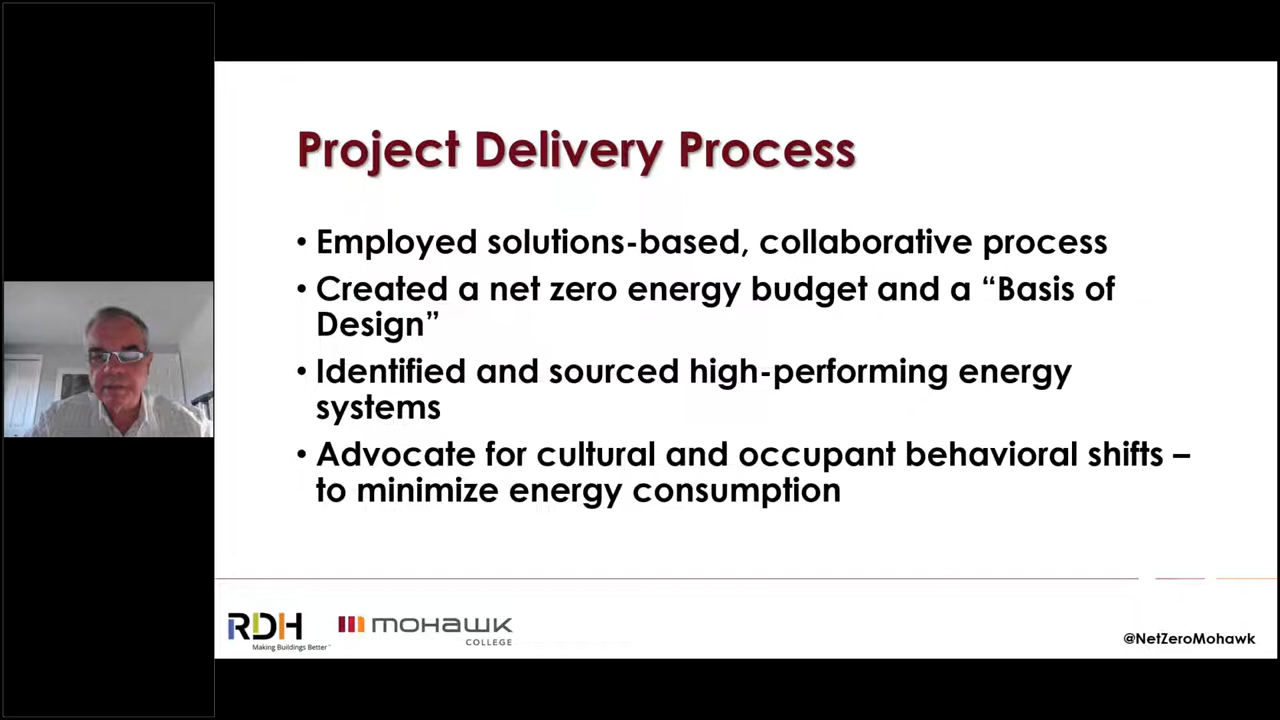 Project Delivery Process
• Employed solutions-based, collaborative process
• Created a net zero energy budget and a “Basis of
Design”
• Identified and sourced high-performing energy
systems
• Advocate for cultural and occupant behavioral shifts –
to minimize energy consumption
RDH
Making Buildings Better™
mohawk
COLLEGE
@NetZeroMohawk